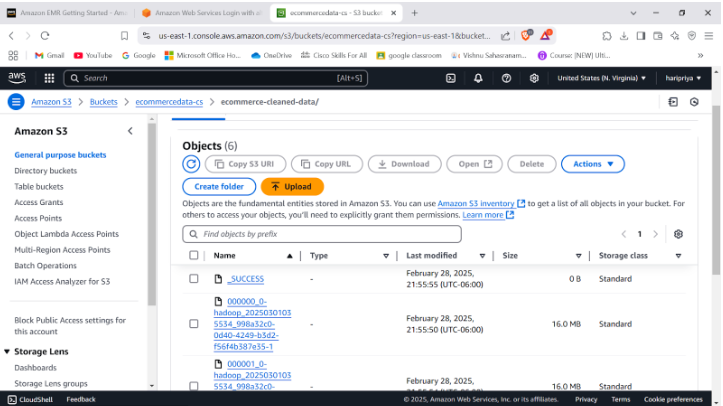 Amazon EMR Getting Started - Am
Amazon Web Services Login with et
ecommercedata-cs - S3 bucket
us-east-1.console.aws.amazon.com/s3/buckets/ecommercedata-cs?region=us-east-1&bucket...
Gmail YouTube Google Microsoft Office Ho... OneDrive Cisco Skills For All google classroom Vishnu Sahasranam... Course: [NEW] Ulti...
aws Search [Alt+S] United States (N. Virginia) haripriya
Amazon S3 > Buckets > ecommercedata-cs > ecommerce-cleaned-data/
Amazon S3
General purpose buckets
Directory buckets
Table buckets
Access Grants
Access Points
Object Lambda Access Points
Multi-Region Access Points
Batch Operations
IAM Access Analyzer for S3
Block Public Access settings for
this account
Storage Lens
Dashboards
Storage Lens groups
Objects (6)
Copy S3 URI Copy URL Download Open Delete Actions
Create folder Upload
Objects are the fundamental entities stored in Amazon S3. You can use Amazon S3 inventory to get a list of all objects in your bucket. For
others to access your objects, you'll need to explicitly grant them permissions. Learn more
Find objects by prefix
1
Name Type Last modified Size Storage class
_SUCCESS - February 28, 2025,
21:55:55 (UTC-06:00) 0 B Standard
000000_0-
hadoop_2025030103
5534_998a32c0-
0d40-4249-b3d2-
f56f4b387e35-1
- February 28, 2025,
21:55:50 (UTC-06:00) 16.0 MB Standard
000001_0-
hadoop_2025030103
5534_998a32c0-
- February 28, 2025,
16.0 MB Standard
CloudShell Feedback © 2025, Amazon Web Services, Inc. or its affiliates. Privacy Terms Cookie preferences